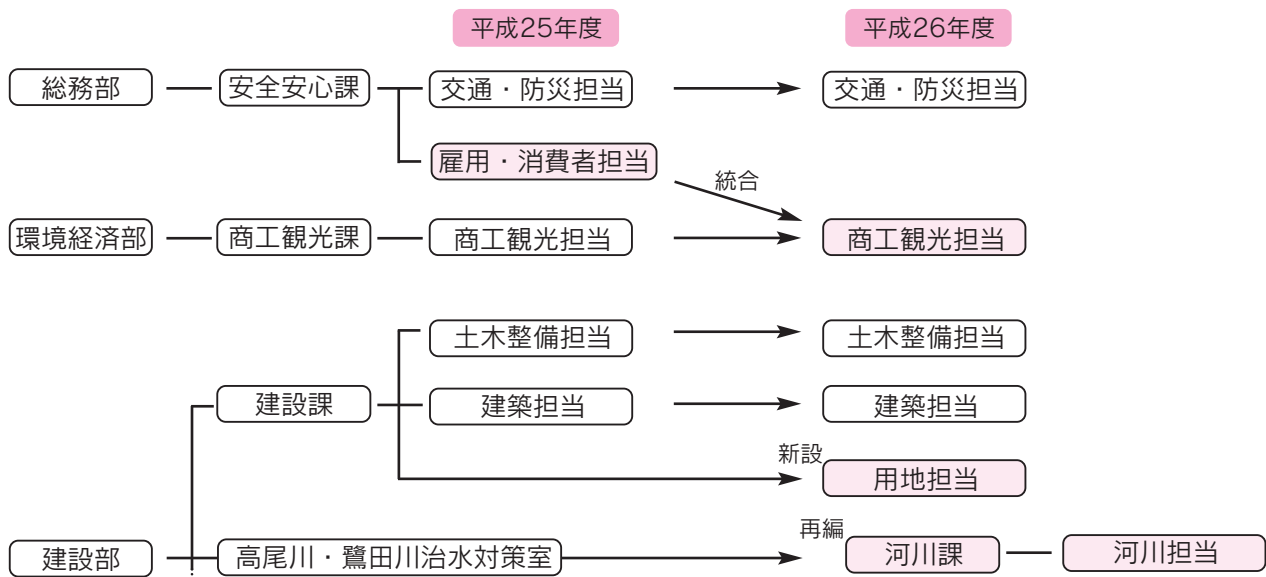 平成25年度
平成26年度
総務部
安全安心課
交通・防災担当
交通・防災担当
雇用・消費者担当
統合
環境経済部
商工観光課
商工観光担当
商工観光担当
土木整備担当
土木整備担当
建設課
建築担当
建築担当
新設
用地担当
再編
建設部
高尾川・鷺田川治水対策室
河川課
河川担当